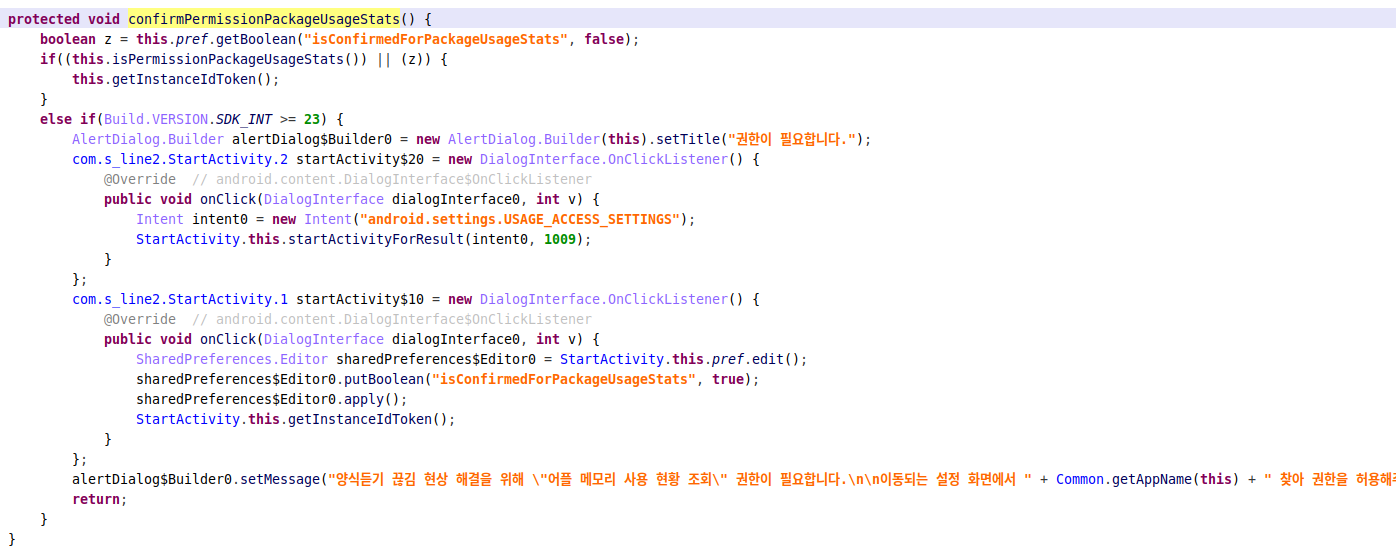 protected void confirmPermissionPackageUsageStats() {
boolean z = this.pref.getBoolean("isConfirmedForPackageUsageStats", false);
if((this.isPermissionPackageUsageStats()) || (z)) {
this.getInstanceIdToken();
}
else if(Build.VERSION.SDK_INT >= 23) {
AlertDialog.Builder alertDialog$Builder0 = new AlertDialog.Builder(this).setTitle("권한이 필요합니다.");
com.s_line2.StartActivity.2 startActivity$20 = new DialogInterface.OnClickListener() {
@Override  // android.content.DialogInterface$OnClickListener
public void onClick(DialogInterface dialogInterface0, int v) {
Intent intent0 = new Intent("android.settings.USAGE_ACCESS_SETTINGS");
StartActivity.this.startActivityForResult(intent0, 1009);
}
};
com.s_line2.StartActivity.1 startActivity$10 = new DialogInterface.OnClickListener() {
@Override  // android.content.DialogInterface$OnClickListener
public void onClick(DialogInterface dialogInterface0, int v) {
SharedPreferences.Editor sharedPreferences$Editor0 = StartActivity.this.pref.edit();
sharedPreferences$Editor0.putBoolean("isConfirmedForPackageUsageStats", true);
sharedPreferences$Editor0.apply();
StartActivity.this.getInstanceIdToken();
}
};
alertDialog$Builder0.setMessage("양식듣기 끊김 현상 해결을 위해 \"어플 메모리 사용 현황 조회\" 권한이 필요합니다.\n\n이동되는 설정 화면에서 " + Common.getAppName(this) + " 찾아 권한을
return;
}
}